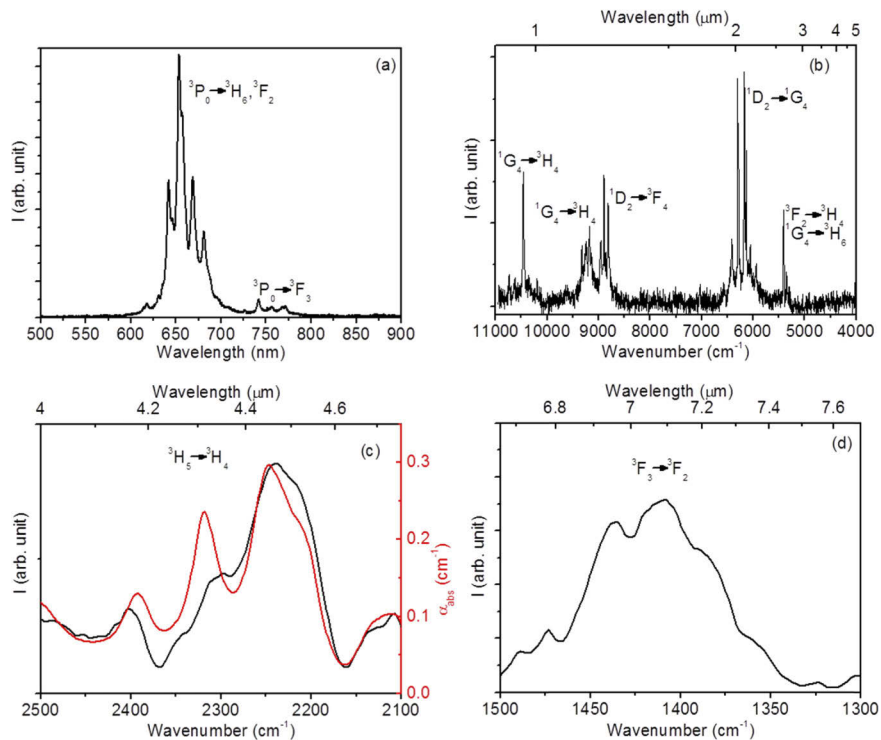 (a)
³P₀→³H₆,³F₂
³P₀→³F₃
I (arb. unit)
500 550 600 650 700 750 800 850 900
Wavelength (nm)
Wavelength (μm)
1 2 3 4 5
(b)
¹D₂→¹G₄
¹G₄→³H₄
¹G₄→³H₄
¹D₂→³F₄
³F₂→³H₄
¹G₄→³H₆
I (arb. unit)
11000 10000 9000 8000 7000 6000 5000 4000
Wavenumber (cm⁻¹)
Wavelength (μm)
4 4.2 4.4 4.6
(c)
³H₅→³H₄
I (arb. unit)
0.3
0.2
0.1
0.0
α_abs (cm⁻¹)
2500 2400 2300 2200 2100
Wavenumber (cm⁻¹)
Wavelength (μm)
6.8 7 7.2 7.4 7.6
(d)
³F₃→³F₂
I (arb. unit)
1500 1450 1400 1350 1300
Wavenumber (cm⁻¹)